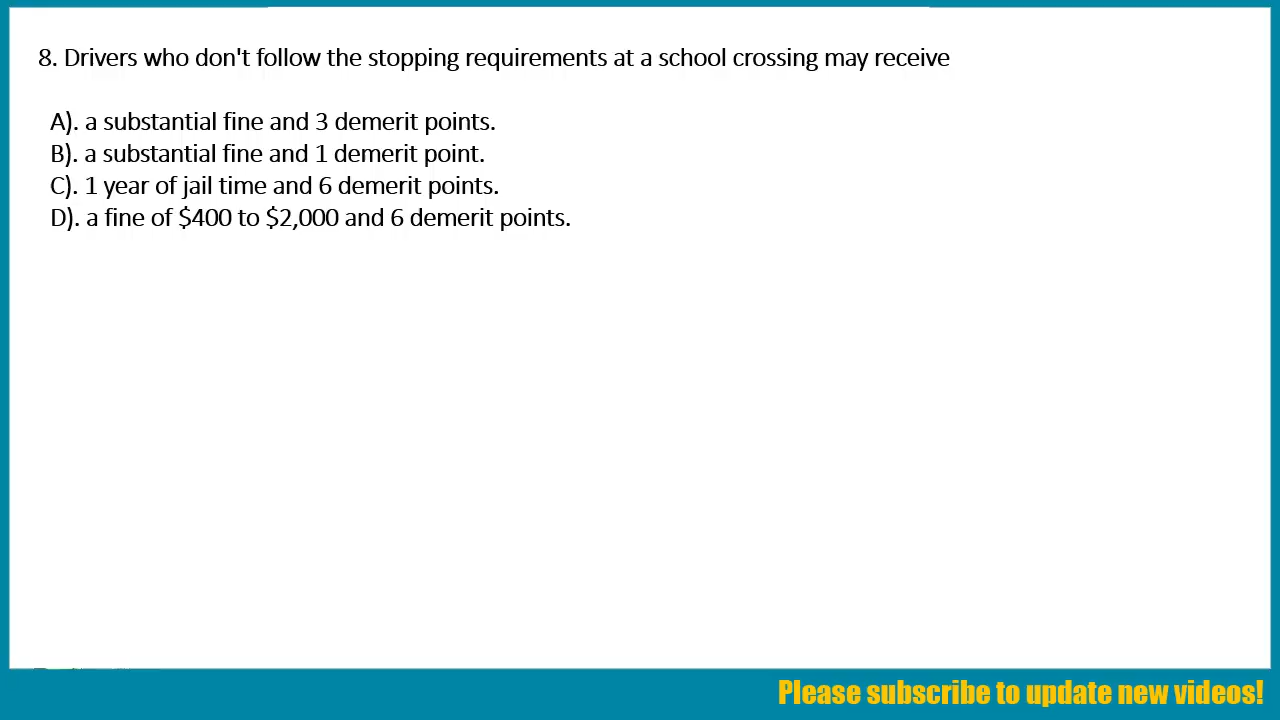 8. Drivers who don't follow the stopping requirements at a school crossing may receive
A). a substantial fine and 3 demerit points.
B). a substantial fine and 1 demerit point.
C). 1 year of jail time and 6 demerit points.
D). a fine of $400 to $2,000 and 6 demerit points.
Please subscribe to update new videos!